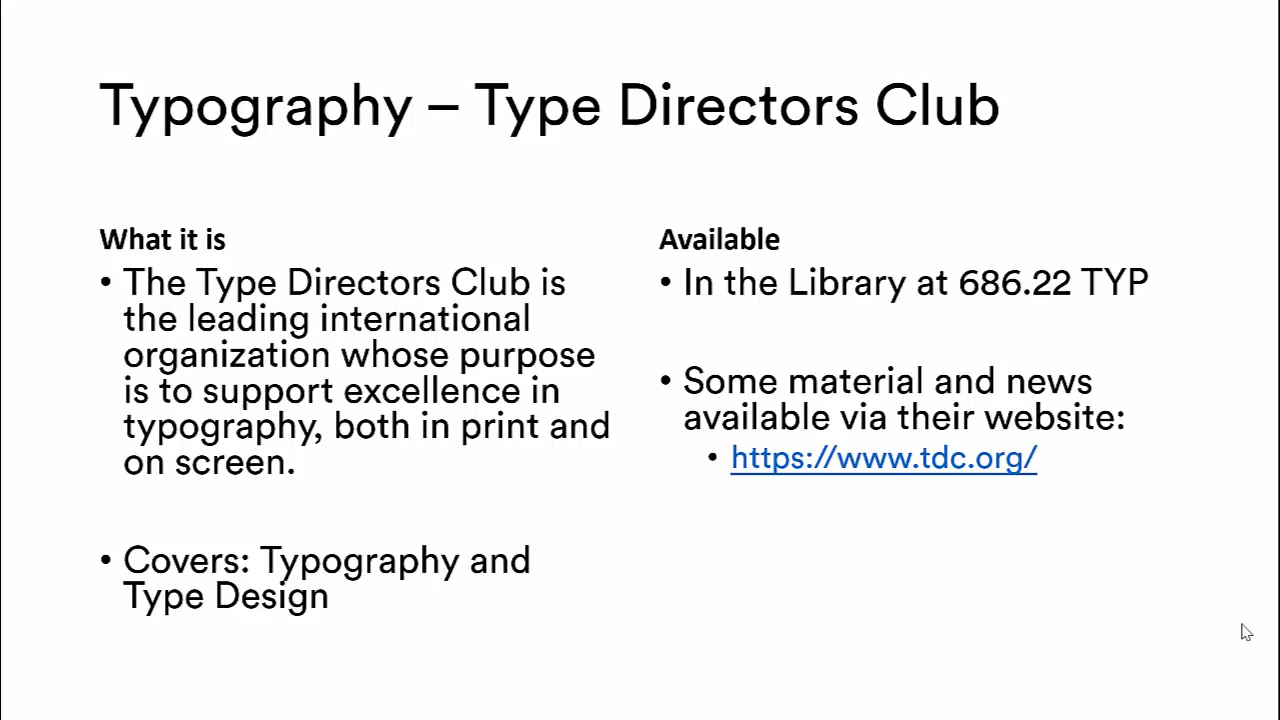 Typography – Type Directors Club
What it is
• The Type Directors Club is
the leading international
organization whose purpose
is to support excellence in
typography, both in print and
on screen.
• Covers: Typography and
Type Design
Available
• In the Library at 686.22 TYP
• Some material and news
available via their website:
• https://www.tdc.org/